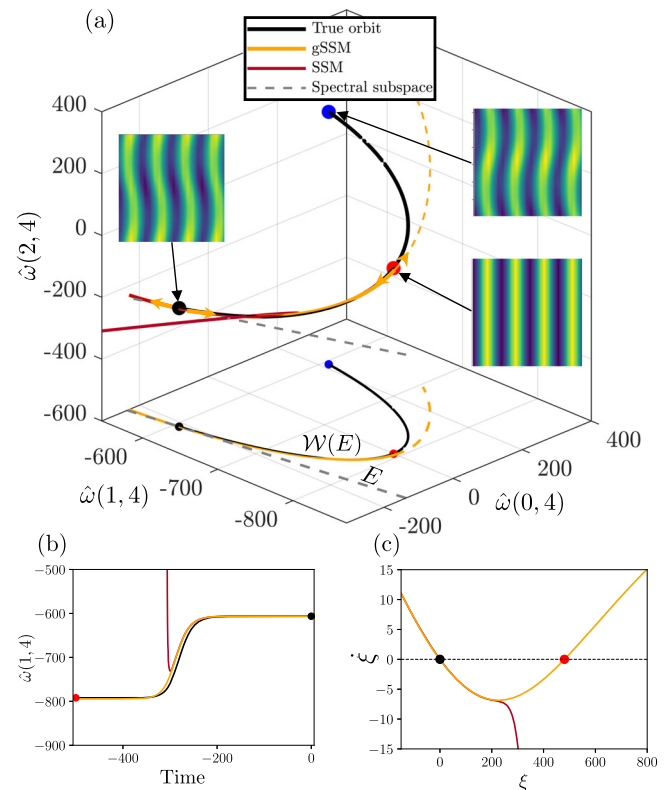 (a)
True orbit
gSSM
SSM
Spectral subspace
400
200
0
-200
-400
-600
ω̂(2, 4)
-600
-700
-800
ω̂(1, 4)
-200
0
200
400
ω̂(0, 4)
𝒲(E)
E
(b)
−500
−600
−700
−800
−900
ω̂(1, 4)
−400
−200
0
Time
(c)
15
10
5
0
−5
−10
−15
ξ̇
0
200
400
600
800
ξ